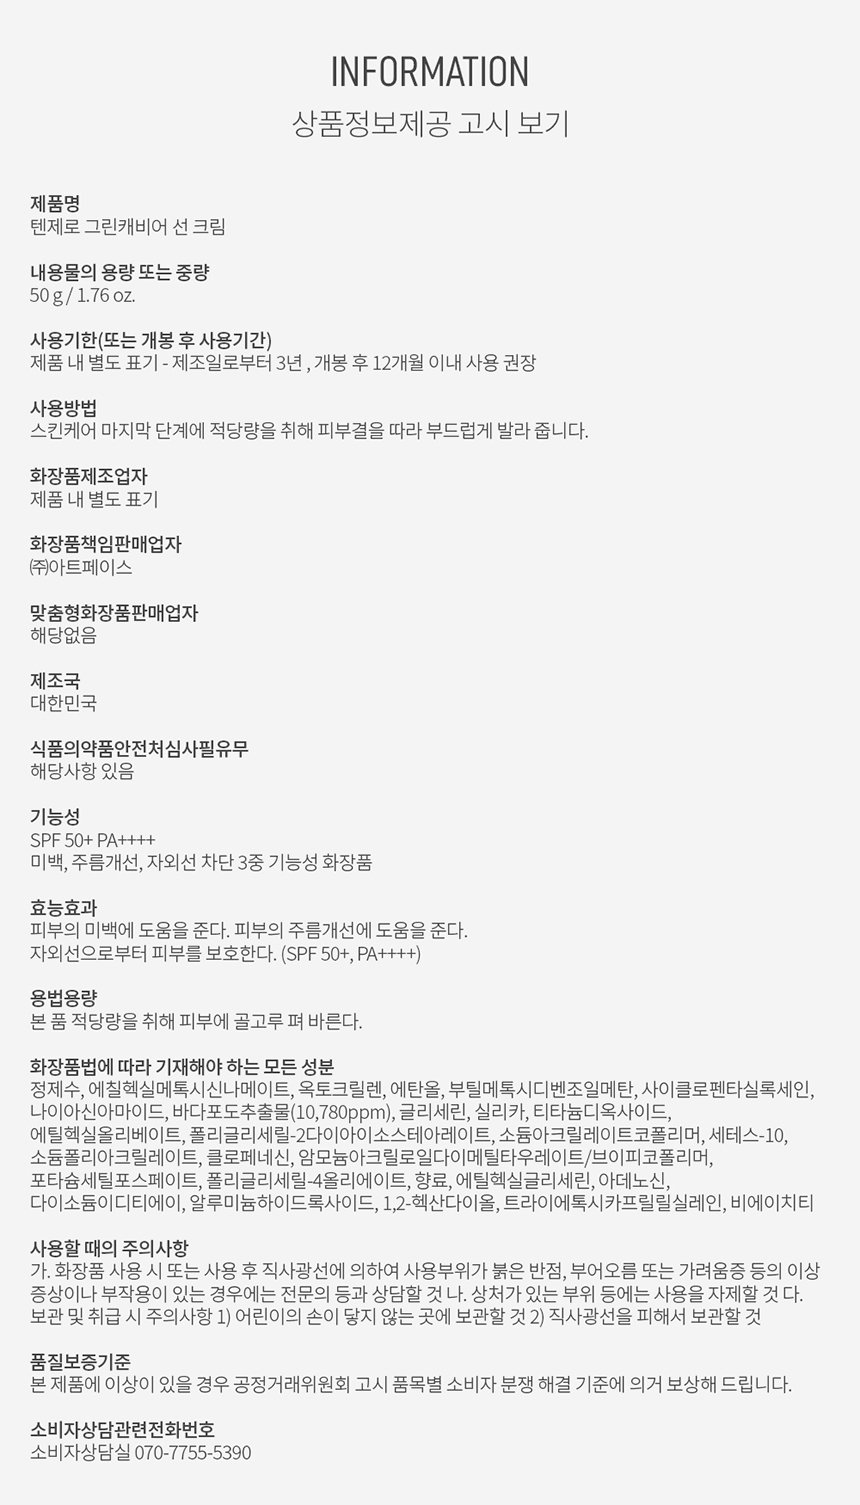 INFORMATION
상품정보제공 고시 보기
제품명
텐제로 그린캐비어 선 크림
내용물의 용량 또는 중량
50 g / 1.76 oz.
사용기한(또는 개봉 후 사용기간)
제품 내 별도 표기 - 제조일로부터 3년 , 개봉 후 12개월 이내 사용 권장
사용방법
스킨케어 마지막 단계에 적당량을 취해 피부결을 따라 부드럽게 발라 줍니다.
화장품제조업자
제품 내 별도 표기
화장품책임판매업자
㈜아트페이스
맞춤형화장품판매업자
해당없음
제조국
대한민국
식품의약품안전처심사필유무
해당사항 있음
기능성
SPF 50+ PA++++
미백, 주름개선, 자외선 차단 3중 기능성 화장품
효능효과
피부의 미백에 도움을 준다. 피부의 주름개선에 도움을 준다.
자외선으로부터 피부를 보호한다. (SPF 50+, PA++++)
용법용량
본 품 적당량을 취해 피부에 골고루 펴 바른다.
화장품법에 따라 기재해야 하는 모든 성분
정제수, 에칠헥실메톡시신나메이트, 옥토크릴렌, 에탄올, 부틸메톡시디벤조일메탄, 사이클로펜타실록세인,
나이아신아마이드, 바다포도추출물(10,780ppm), 글리세린, 실리카, 티타늄디옥사이드,
에틸헥실올리베이트, 폴리글리세릴-2다이아이소스테아레이트, 소듐아크릴레이트코폴리머, 세테스-10,
소듐폴리아크릴레이트, 클로페네신, 암모늄아크릴로일다이메틸타우레이트/브이피코폴리머,
포타슘세틸포스페이트, 폴리글리세릴-4올리에이트, 향료, 에틸헥실글리세린, 아데노신,
다이소듐이디티에이, 알루미늄하이드록사이드, 1,2-헥산다이올, 트라이에톡시카프릴릴실레인, 비에이치티
사용할 때의 주의사항
가. 화장품 사용 시 또는 사용 후 직사광선에 의하여 사용부위가 붉은 반점, 부어오름 또는 가려움증 등의 이상
증상이나 부작용이 있는 경우에는 전문의 등과 상담할 것 나. 상처가 있는 부위 등에는 사용을 자제할 것 다.
보관 및 취급 시 주의사항 1) 어린이의 손이 닿지 않는 곳에 보관할 것 2) 직사광선을 피해서 보관할 것
품질보증기준
본 제품에 이상이 있을 경우 공정거래위원회 고시 품목별 소비자 분쟁 해결 기준에 의거 보상해 드립니다.
소비자상담관련전화번호
소비자상담실 070-7755-5390